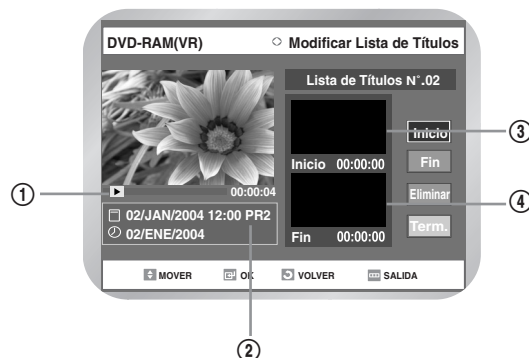 DVD-RAM(VR)
Modificar Lista de Títulos
Lista de Títulos N°.02
Inicio 00:00:00
Inicio
Fin
Eliminar
Term.
Fin 00:00:00
00:00:04
02/JAN/2004 12:00 PR2
02/ENE/2004
MOVER OK VOLVER SALIDA
1
2
3
4